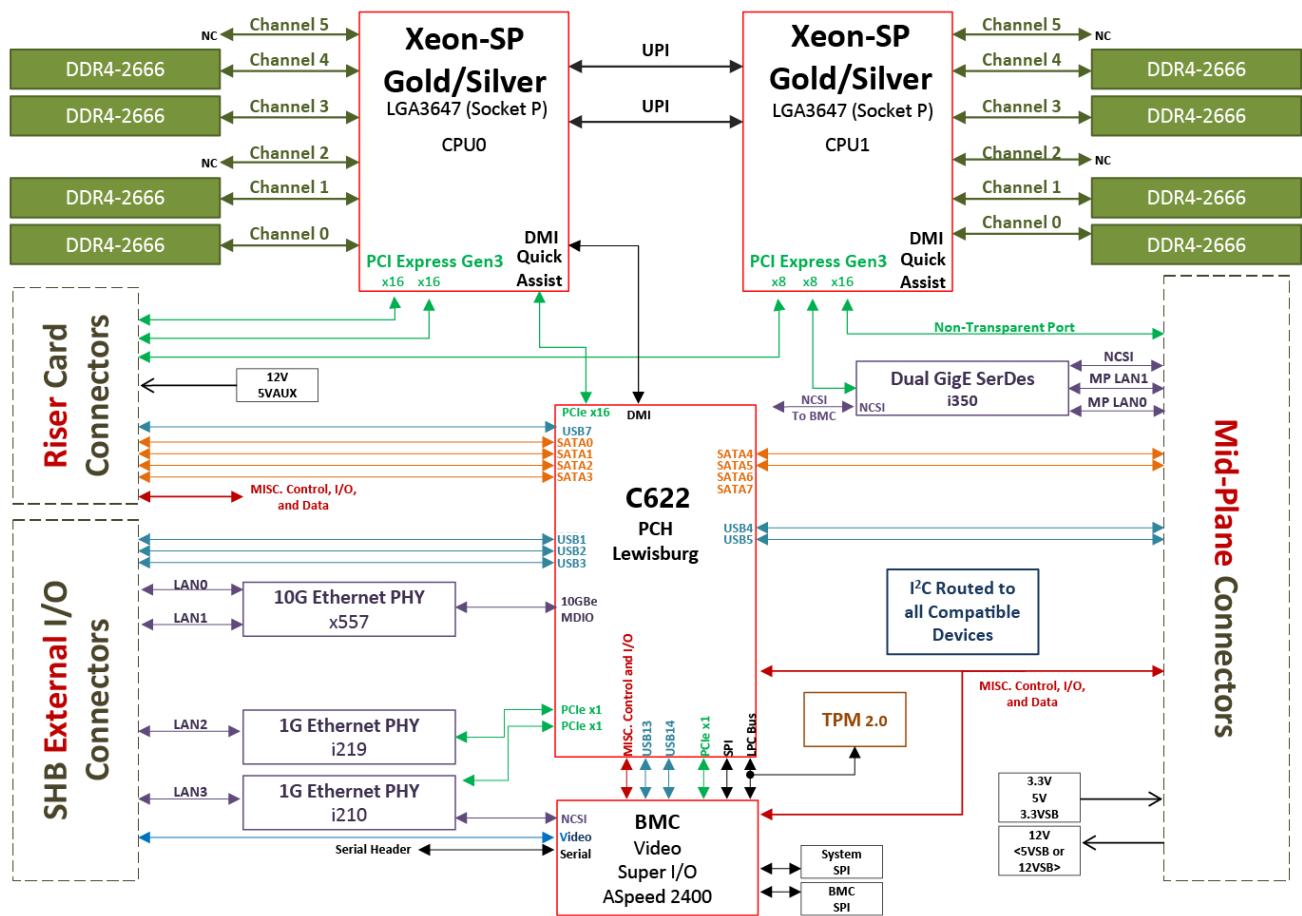 Channel 5
NC
Channel 4
DDR4-2666
Channel 3
DDR4-2666
Channel 2
NC
Channel 1
DDR4-2666
Channel 0
DDR4-2666
Xeon-SP
Gold/Silver
LGA3647 (Socket P)
CPU0
DMI
Quick
Assist
PCI Express Gen3
x16 x16
UPI
UPI
Xeon-SP
Gold/Silver
LGA3647 (Socket P)
CPU1
DMI
Quick
Assist
PCI Express Gen3
x8 x8 x16
Channel 5
NC
Channel 4
DDR4-2666
Channel 3
DDR4-2666
Channel 2
NC
Channel 1
DDR4-2666
Channel 0
DDR4-2666
Riser Card
Connectors
12V
5VAUX
MISC. Control, I/O,
and Data
Non-Transparent Port
Dual GigE SerDes
i350
NCSI
NCSI
To BMC
NCSI
MP LAN1
MP LAN0
PCIe x16
DMI
USB7
SATA0
SATA1
SATA2
SATA3
SATA4
SATA5
SATA6
SATA7
C622
PCH
Lewisburg
USB1
USB2
USB3
USB4
USB5
10GBe
MDIO
PCIe x1
PCIe x1
MISC. Control and I/O
USB13
USB14
PCIe x1
SPI
LPC Bus
SHB External I/O
Connectors
LAN0
LAN1
10G Ethernet PHY
x557
LAN2
1G Ethernet PHY
i219
LAN3
1G Ethernet PHY
i210
Serial Header
NCSI
Video
Serial
BMC
Video
Super I/O
ASpeed 2400
System
SPI
BMC
SPI
TPM 2.0
I²C Routed to
all Compatible
Devices
MISC. Control, I/O,
and Data
3.3V
5V
3.3VSB
12V
<5VSB or
12VSB>
Mid-Plane Connectors